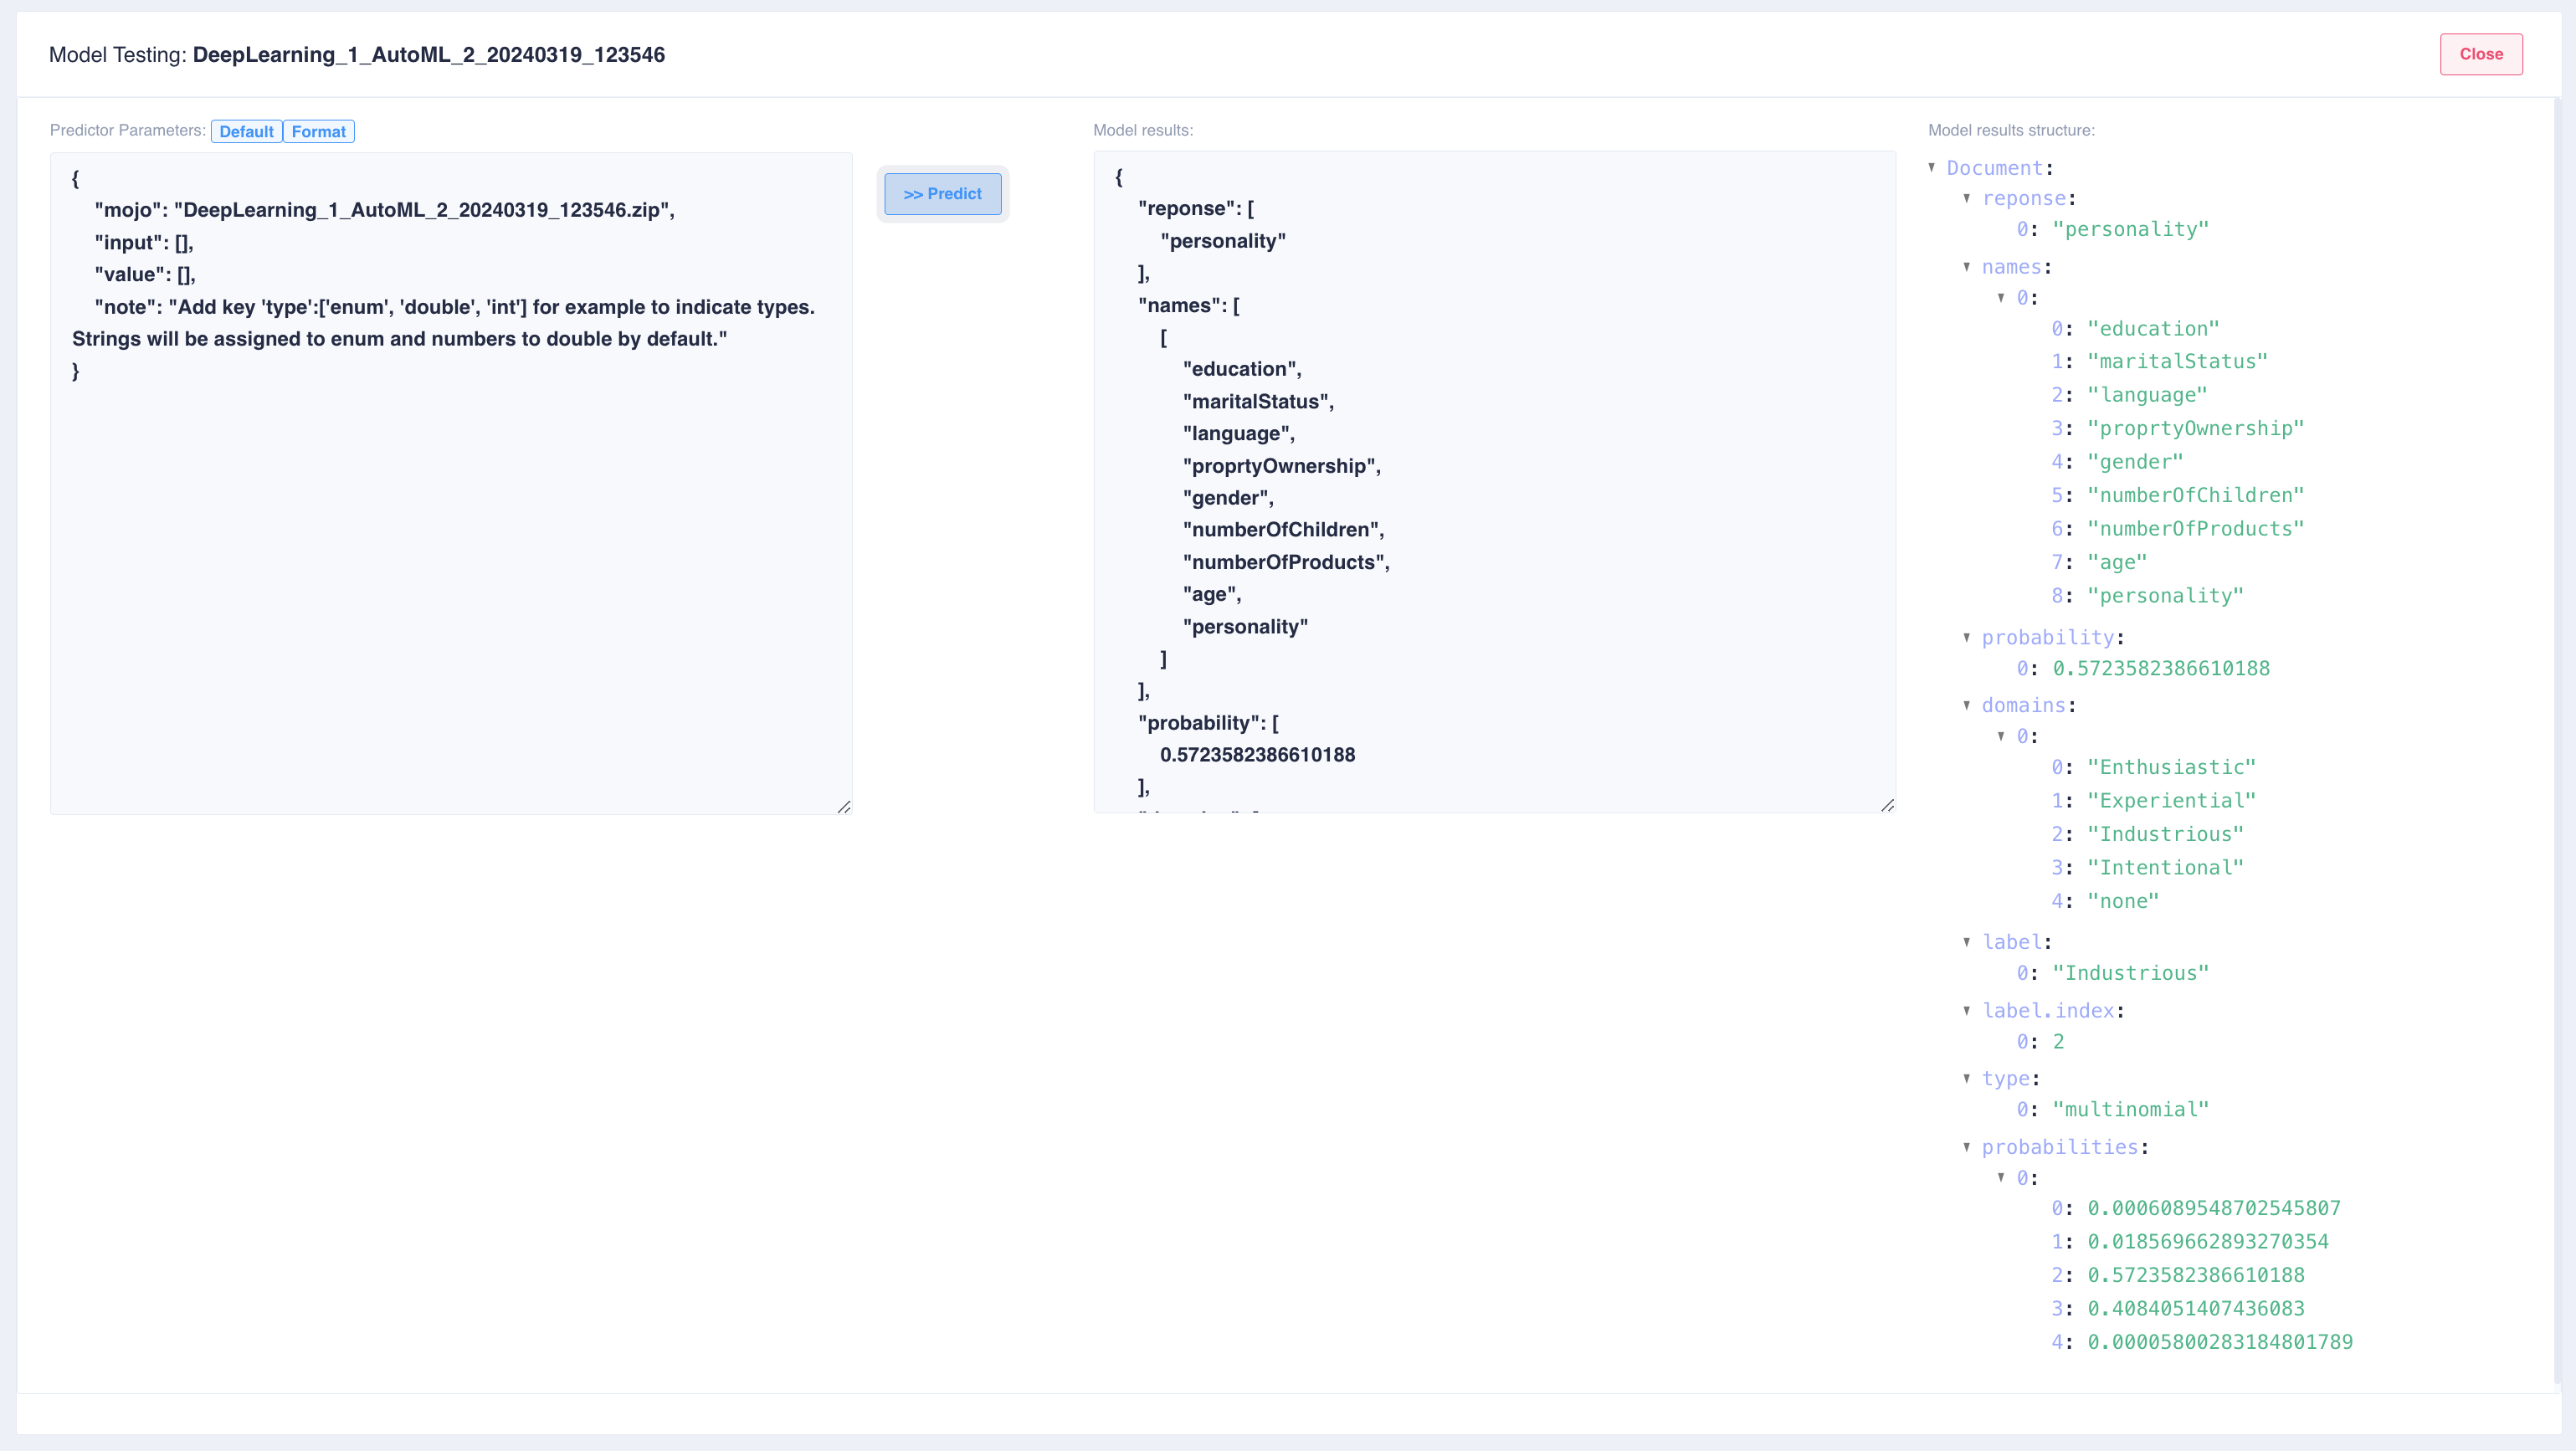 Model Testing: DeepLearning_1_AutoML_2_20240319_123546
Close
Predictor Parameters: Default Format
{
"mojo": "DeepLearning_1_AutoML_2_20240319_123546.zip",
"input": [],
"value": [],
"note": "Add key 'type':['enum', 'double', 'int'] for example to indicate types.
Strings will be assigned to enum and numbers to double by default."
}
>> Predict
Model results:
{
"reponse": [
"personality"
],
"names": [
[
"education",
"maritalStatus",
"language",
"proprtyOwnership",
"gender",
"numberOfChildren",
"numberOfProducts",
"age",
"personality"
]
],
"probability": [
0.5723582386610188
],
Model results structure:
Document:
reponse:
0: "personality"
names:
0:
0: "education"
1: "maritalStatus"
2: "language"
3: "proprtyOwnership"
4: "gender"
5: "numberOfChildren"
6: "numberOfProducts"
7: "age"
8: "personality"
probability:
0: 0.5723582386610188
domains:
0:
0: "Enthusiastic"
1: "Experiential"
2: "Industrious"
3: "Intentional"
4: "none"
label:
0: "Industrious"
label.index:
0: 2
type:
0: "multinomial"
probabilities:
0:
0: 0.0006089548702545807
1: 0.018569662893270354
2: 0.5723582386610188
3: 0.4084051407436083
4: 0.00005800283184801789